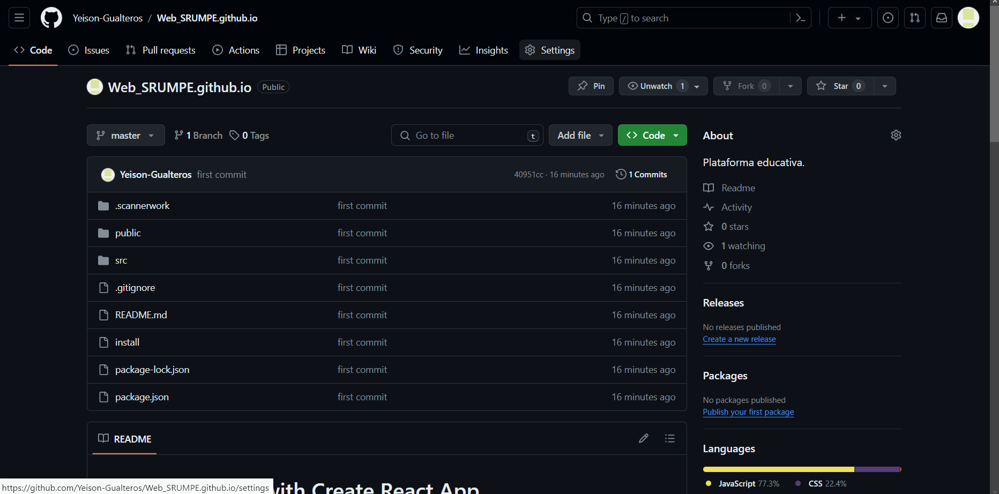 Yeison-Gualteros / Web_SRUMPE.github.io
Type / to search
Code
Issues
Pull requests
Actions
Projects
Wiki
Security
Insights
Settings
Web_SRUMPE.github.io Public
Pin
Unwatch 1
Fork 0
Star 0
master
1 Branch
0 Tags
Go to file t
Add file
Code
Yeison-Gualteros first commit 40951cc · 16 minutes ago 1 Commits
.scannerwork first commit 16 minutes ago
public first commit 16 minutes ago
src first commit 16 minutes ago
.gitignore first commit 16 minutes ago
README.md first commit 16 minutes ago
install first commit 16 minutes ago
package-lock.json first commit 16 minutes ago
package.json first commit 16 minutes ago
README
with Create React App
About
Plataforma educativa.
Readme
Activity
0 stars
1 watching
0 forks
Releases
No releases published
Create a new release
Packages
No packages published
Publish your first package
Languages
JavaScript 77.3% CSS 22.4%
https://github.com/Yeison-Gualteros/Web_SRUMPE.github.io/settings